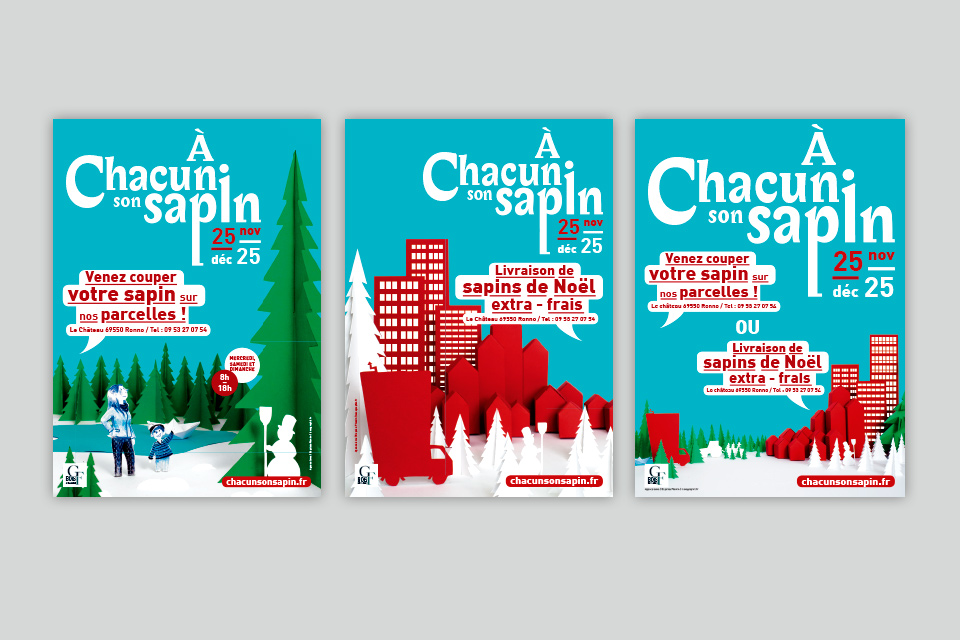 À
Chacun
son sapin
25 nov
déc 25
Venez couper
votre sapin sur
nos parcelles !
Le Château 69550 Ronno / Tel : 09 53 27 07 54
MERCREDI,
SAMEDI ET
DIMANCHE
8h
18h
G F
BOIS
chacunsonsapin.fr
À
Chacun
son sapin
25 nov
déc 25
Livraison de
sapins de Noël
extra - frais
Le Château 69550 Ronno / Tel : 09 53 27 07 54
G F
BOIS
chacunsonsapin.fr
À
Chacun
son sapin
25 nov
déc 25
Venez couper
votre sapin sur
nos parcelles !
Le château 69550 Ronno / Tel : 09 53 27 07 54
OU
Livraison de
sapins de Noël
extra - frais
Le château 69550 Ronno / Tel : 09 53 27 07 54
G F
BOIS
chacunsonsapin.fr